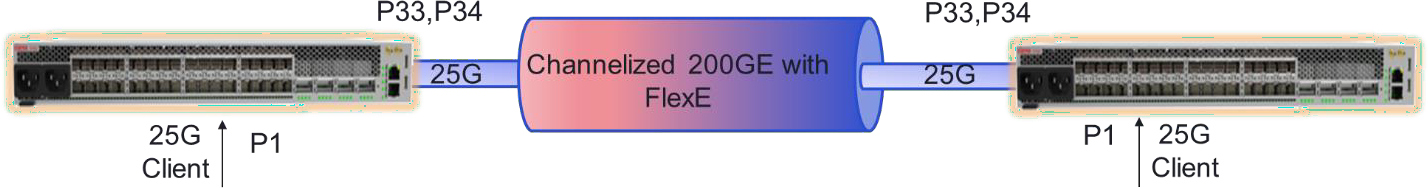 P33,P34
P33,P34
25G
Channelized 200GE with
FlexE
25G
25G
Client
P1
P1
25G
Client